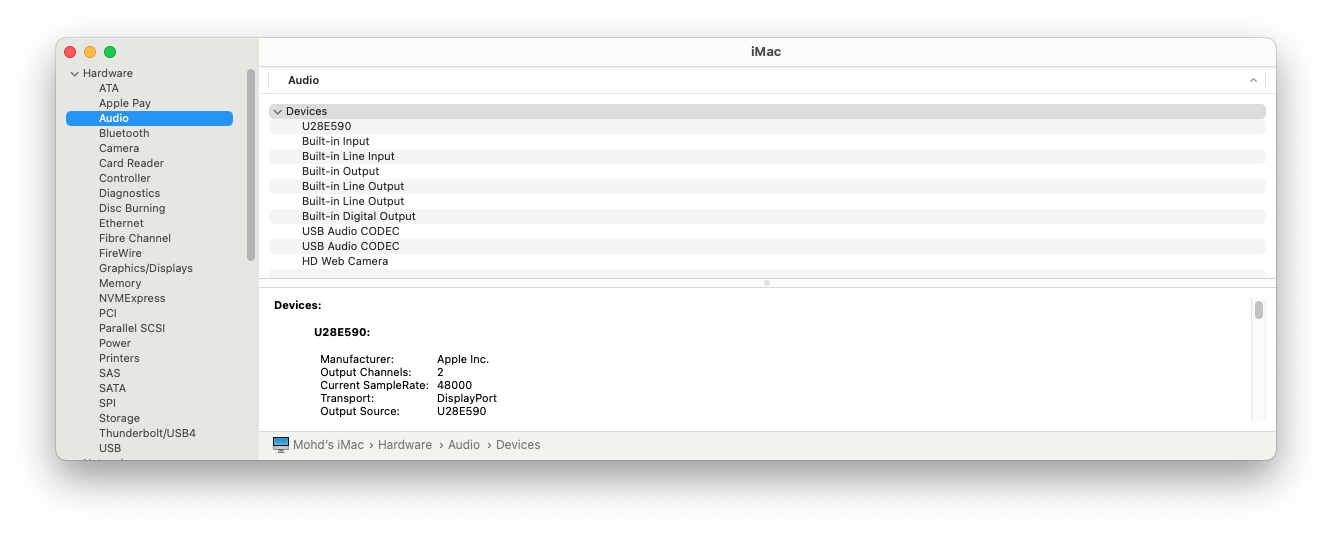 iMac
Hardware
ATA
Apple Pay
Audio
Bluetooth
Camera
Card Reader
Controller
Diagnostics
Disc Burning
Ethernet
Fibre Channel
FireWire
Graphics/Displays
Memory
NVMExpress
PCI
Parallel SCSI
Power
Printers
SAS
SATA
SPI
Storage
Thunderbolt/USB4
USB
Audio
Devices
U28E590
Built-in Input
Built-in Line Input
Built-in Output
Built-in Line Output
Built-in Line Output
Built-in Digital Output
USB Audio CODEC
USB Audio CODEC
HD Web Camera
Devices:
U28E590:
Manufacturer: Apple Inc.
Output Channels: 2
Current SampleRate: 48000
Transport: DisplayPort
Output Source: U28E590
Mohd's iMac › Hardware › Audio › Devices